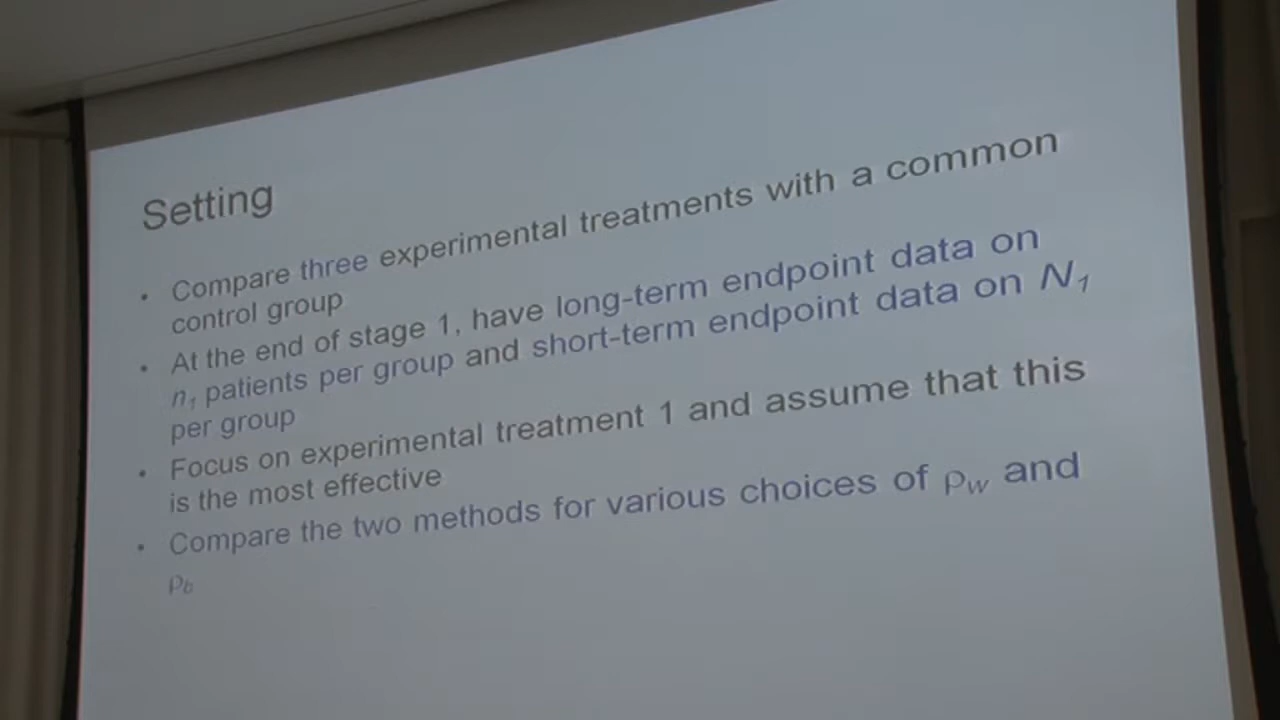 Setting
• Compare three experimental treatments with a common
control group
• At the end of stage 1, have long-term endpoint data on
n₁ patients per group and short-term endpoint data on N₁
per group
• Focus on experimental treatment 1 and assume that this
is the most effective
• Compare the two methods for various choices of ρw and
ρb